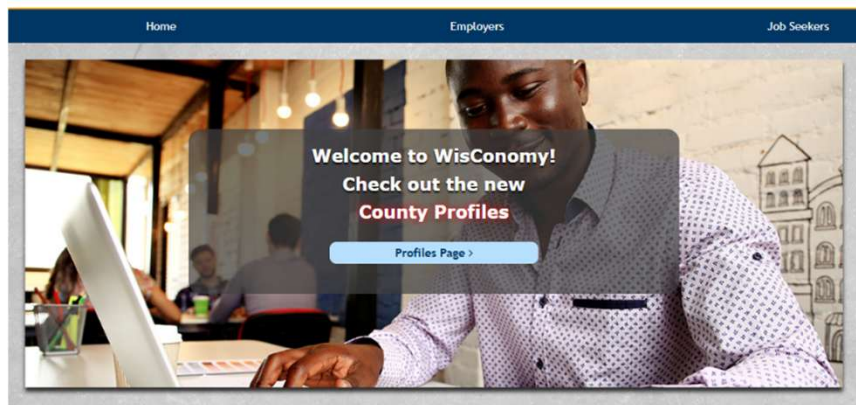 Home Employers Job Seekers
Welcome to WisConomy!
Check out the new
County Profiles
Profiles Page >